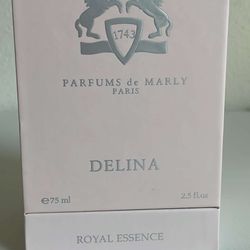 1743
PARFUMS de MARLY
PARIS
DELINA
℮75 ml 2.5 fl.oz
ROYAL ESSENCE